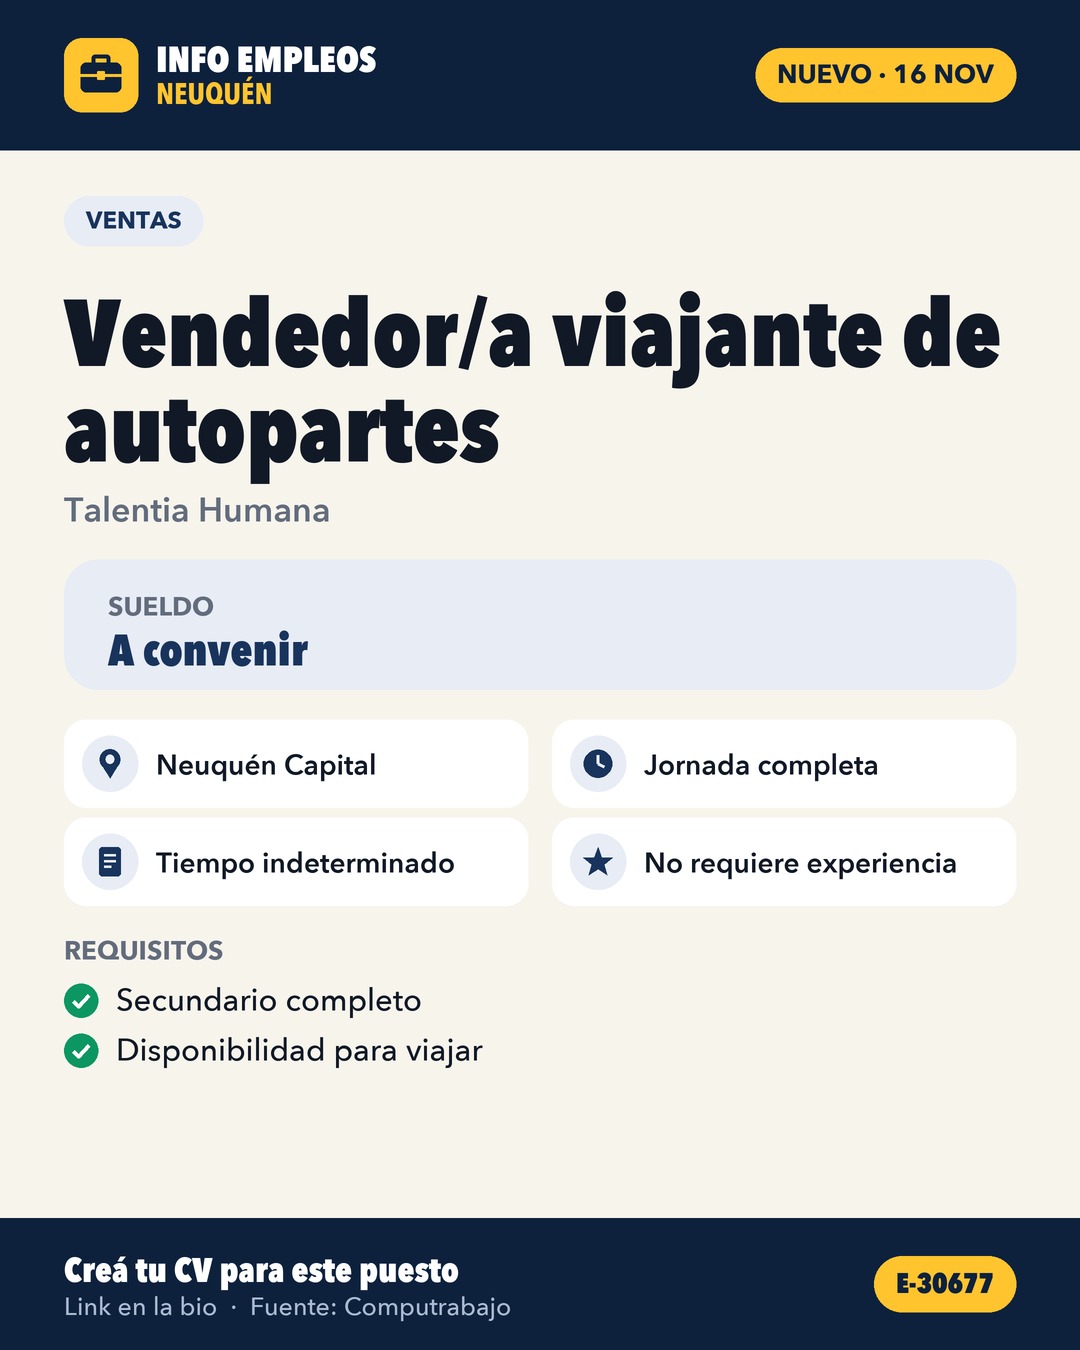 INFO EMPLEOS
NEUQUÉN
NUEVO · 16 NOV
VENTAS
Vendedor/a viajante de
autopartes
Talentia Humana
SUELDO
A convenir
Neuquén Capital
Jornada completa
Tiempo indeterminado
No requiere experiencia
REQUISITOS
Secundario completo
Disponibilidad para viajar
Creá tu CV para este puesto
Link en la bio · Fuente: Computrabajo
E-30677